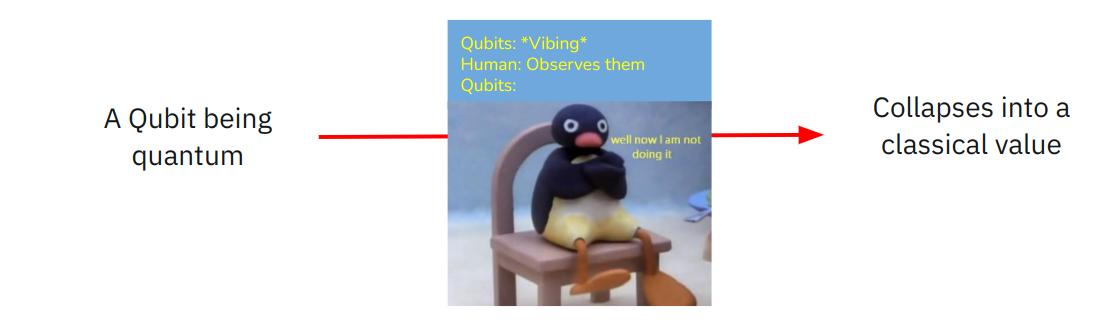 A Qubit being
quantum
Qubits: *Vibing*
Human: Observes them
Qubits:
well now I am not
doing it
Collapses into a
classical value